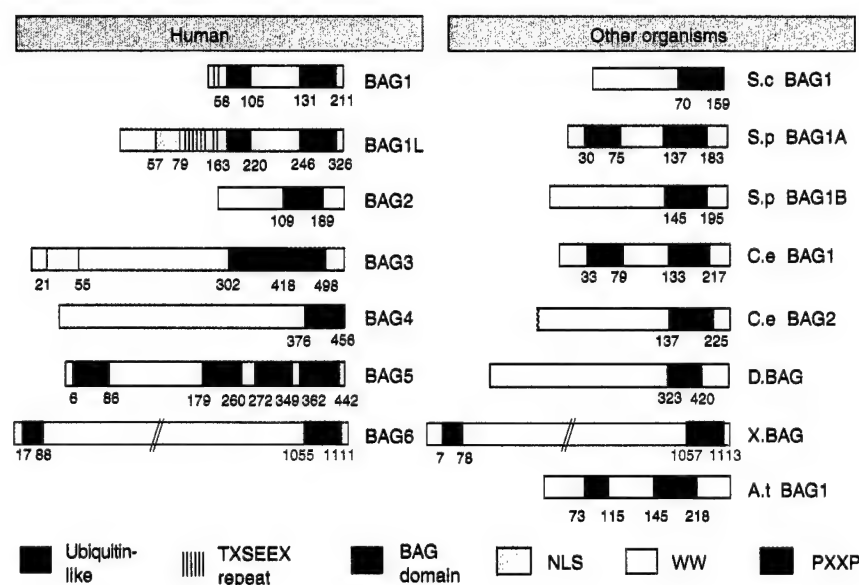 Human
BAG1
58 105 131 211
BAG1L
57 79 163 220 246 326
BAG2
109 189
BAG3
21 55 302 418 498
BAG4
376 456
BAG5
6 86 179 260 272 349 362 442
BAG6
17 88 1055 1111
Other organisms
S.c BAG1
70 159
S.p BAG1A
30 75 137 183
S.p BAG1B
145 195
C.e BAG1
33 79 133 217
C.e BAG2
137 225
D.BAG
323 420
X.BAG
7 78 1057 1113
A.t BAG1
73 115 145 218
Ubiquitin-
like
TXSEEX
repeat
BAG
domain
NLS
WW
PXXP